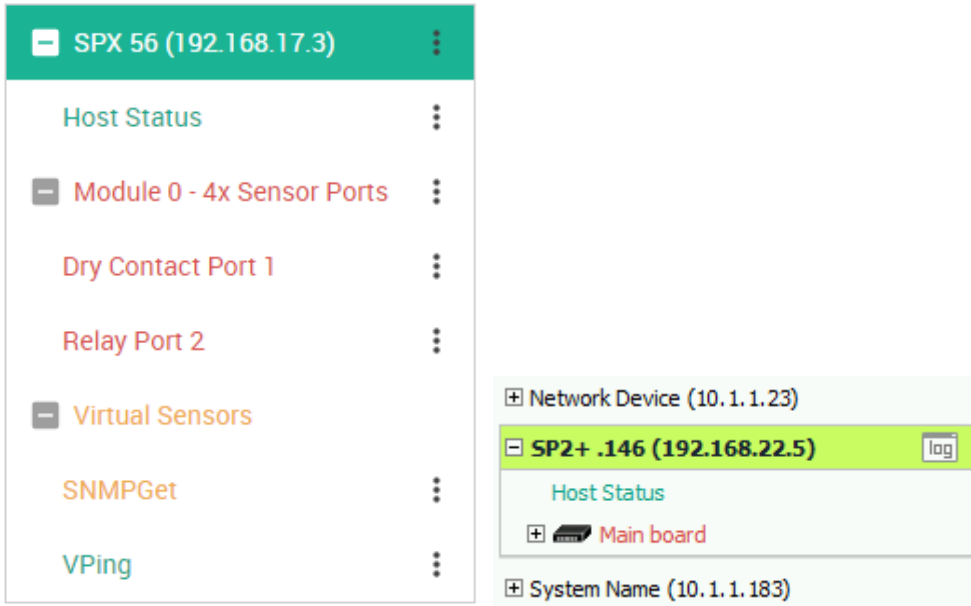 SPX 56 (192.168.17.3)
Host Status
Module 0 - 4x Sensor Ports
Dry Contact Port 1
Relay Port 2
Virtual Sensors
SNMPGet
VPing
Network Device (10.1.1.23)
SP2+ .146 (192.168.22.5)
log
Host Status
Main board
System Name (10.1.1.183)